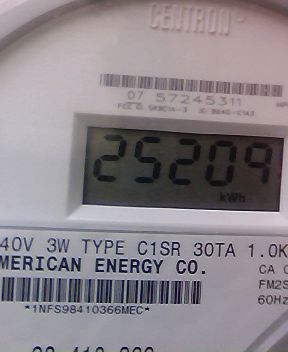 CENTRON®
07 57245311
25209
kWh
40V 3W TYPE C1SR 30TA 1.0K
MERICAN ENERGY CO.
CA 0
FM2S
60Hz
*1NFS98410366MEC*